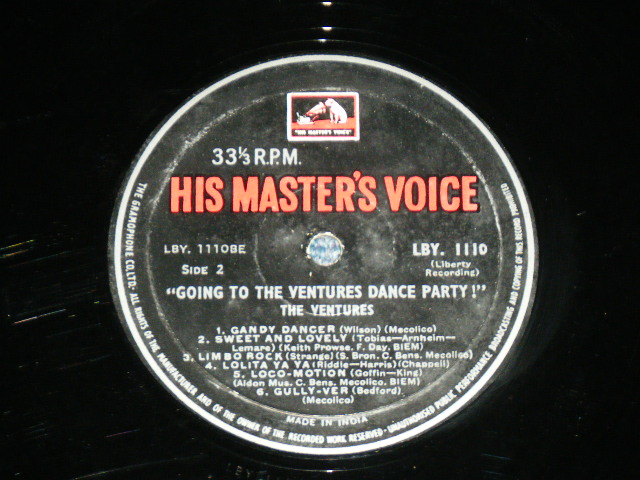 "HIS MASTER'S VOICE"
33⅓ R.P.M.
HIS MASTER'S VOICE
LBY. 1110BE
LBY. 1110
SIDE 2
(Liberty
Recording)
"GOING TO THE VENTURES DANCE PARTY!"
THE VENTURES
1. GANDY DANCER (Wilson) (Mecolico)
2. SWEET AND LOVELY (Tobias—Arnheim—
Lemare) (Keith Prowse. F. Day. BIEM)
3. LIMBO ROCK (Strange) (S. Bron. C. Bens. Mecolico)
4. LOLITA YA YA (Riddle—Harris) (Chappell)
5. LOCO-MOTION (Goffin—King)
(Aldon Mus. C. Bens. Mecolico. BIEM)
6. GULLY-VER (Bedford)
(Mecolico)
MADE IN INDIA
THE GRAMOPHONE CO. LTD.- ALL RIGHTS OF THE MANUFACTURER AND OF THE OWNER OF THE RECORDED WORK RESERVED - UNAUTHORISED PUBLIC PERFORMANCE BROADCASTING AND COPYING OF THIS RECORD PROHIBITED